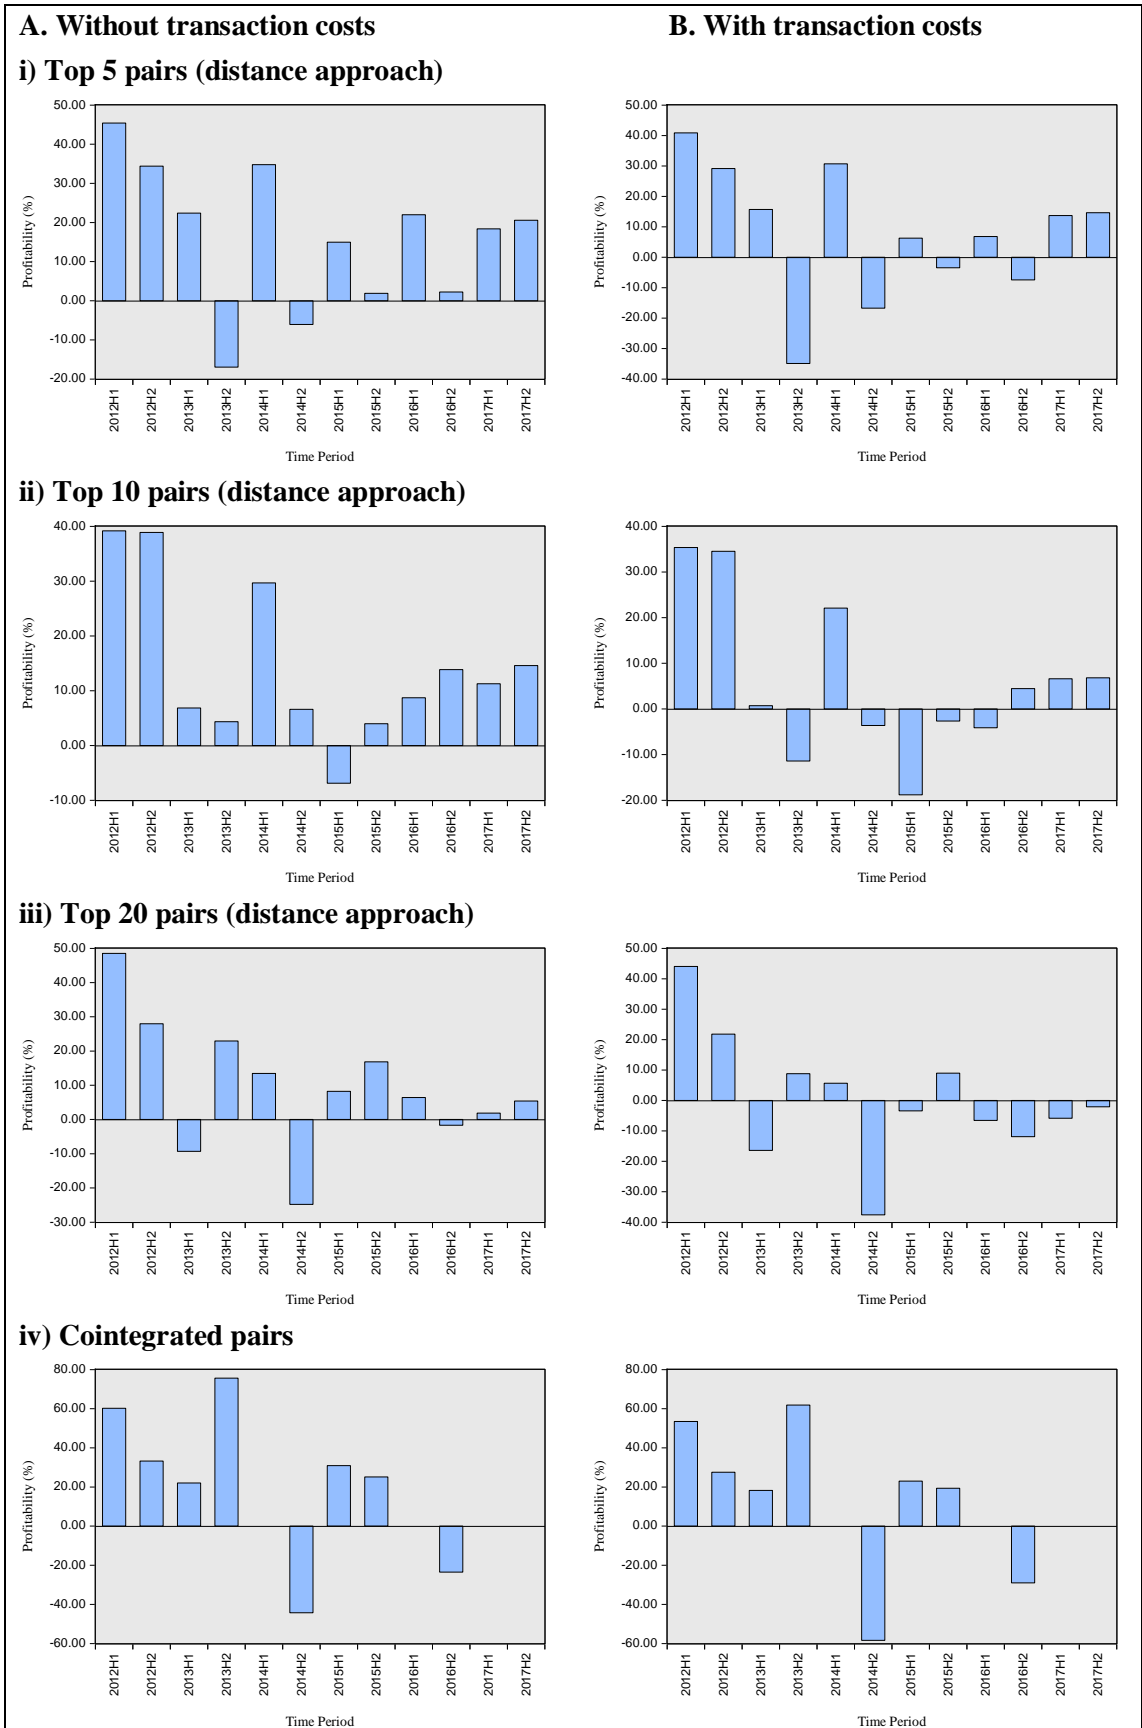 A. Without transaction costs
B. With transaction costs
i) Top 5 pairs (distance approach)
Profitability (%)
50.00
40.00
30.00
20.00
10.00
0.00
-10.00
-20.00
2012H1 2012H2 2013H1 2013H2 2014H1 2014H2 2015H1 2015H2 2016H1 2016H2 2017H1 2017H2
Time Period
Profitability (%)
50.00
40.00
30.00
20.00
10.00
0.00
-10.00
-20.00
-30.00
-40.00
2012H1 2012H2 2013H1 2013H2 2014H1 2014H2 2015H1 2015H2 2016H1 2016H2 2017H1 2017H2
Time Period
ii) Top 10 pairs (distance approach)
Profitability (%)
40.00
30.00
20.00
10.00
0.00
-10.00
2012H1 2012H2 2013H1 2013H2 2014H1 2014H2 2015H1 2015H2 2016H1 2016H2 2017H1 2017H2
Time Period
Profitability (%)
40.00
30.00
20.00
10.00
0.00
-10.00
-20.00
2012H1 2012H2 2013H1 2013H2 2014H1 2014H2 2015H1 2015H2 2016H1 2016H2 2017H1 2017H2
Time Period
iii) Top 20 pairs (distance approach)
Profitability (%)
50.00
40.00
30.00
20.00
10.00
0.00
-10.00
-20.00
-30.00
2012H1 2012H2 2013H1 2013H2 2014H1 2014H2 2015H1 2015H2 2016H1 2016H2 2017H1 2017H2
Time Period
Profitability (%)
50.00
40.00
30.00
20.00
10.00
0.00
-10.00
-20.00
-30.00
-40.00
2012H1 2012H2 2013H1 2013H2 2014H1 2014H2 2015H1 2015H2 2016H1 2016H2 2017H1 2017H2
Time Period
iv) Cointegrated pairs
Profitability (%)
80.00
60.00
40.00
20.00
0.00
-20.00
-40.00
-60.00
2012H1 2012H2 2013H1 2013H2 2014H1 2014H2 2015H1 2015H2 2016H1 2016H2 2017H1 2017H2
Time Period
Profitability (%)
80.00
60.00
40.00
20.00
0.00
-20.00
-40.00
-60.00
2012H1 2012H2 2013H1 2013H2 2014H1 2014H2 2015H1 2015H2 2016H1 2016H2 2017H1 2017H2
Time Period